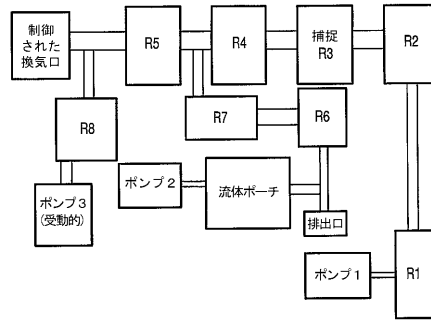 制御
された
換気口
R5
R4
捕捉
R3
R2
R8
R7
R6
ポンプ2
流体ポーチ
ポンプ3
(受動的)
排出口
ポンプ1
R1